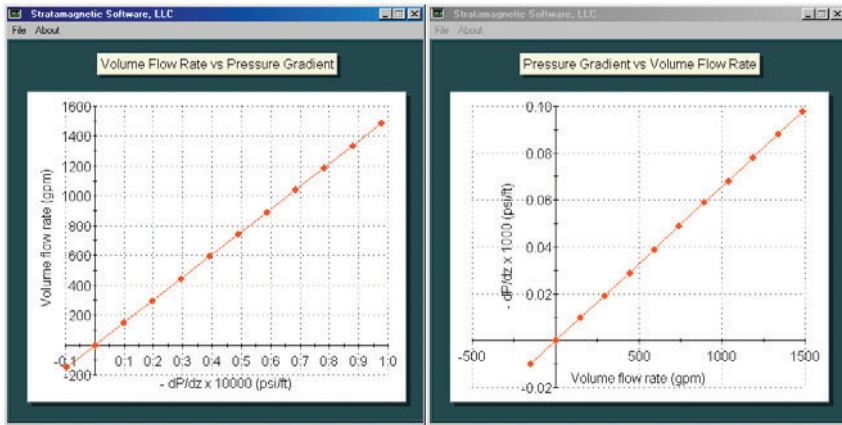 Stratamagnetic Software, LLC
File About
Volume Flow Rate vs Pressure Gradient
1600
1400
1200
1000
800
600
400
200
-200
Volume flow rate (gpm)
-0.1 0.1 0.2 0.3 0.4 0.5 0.6 0.7 0.8 0.9 1.0
- dP/dz x 10000 (psi/ft)
Stratamagnetic Software, LLC
File About
Pressure Gradient vs Volume Flow Rate
0.10
0.08
0.06
0.04
0.02
-0.02
- dP/dz x 1000 (psi/ft)
-500 500 1000 1500
Volume flow rate (gpm)